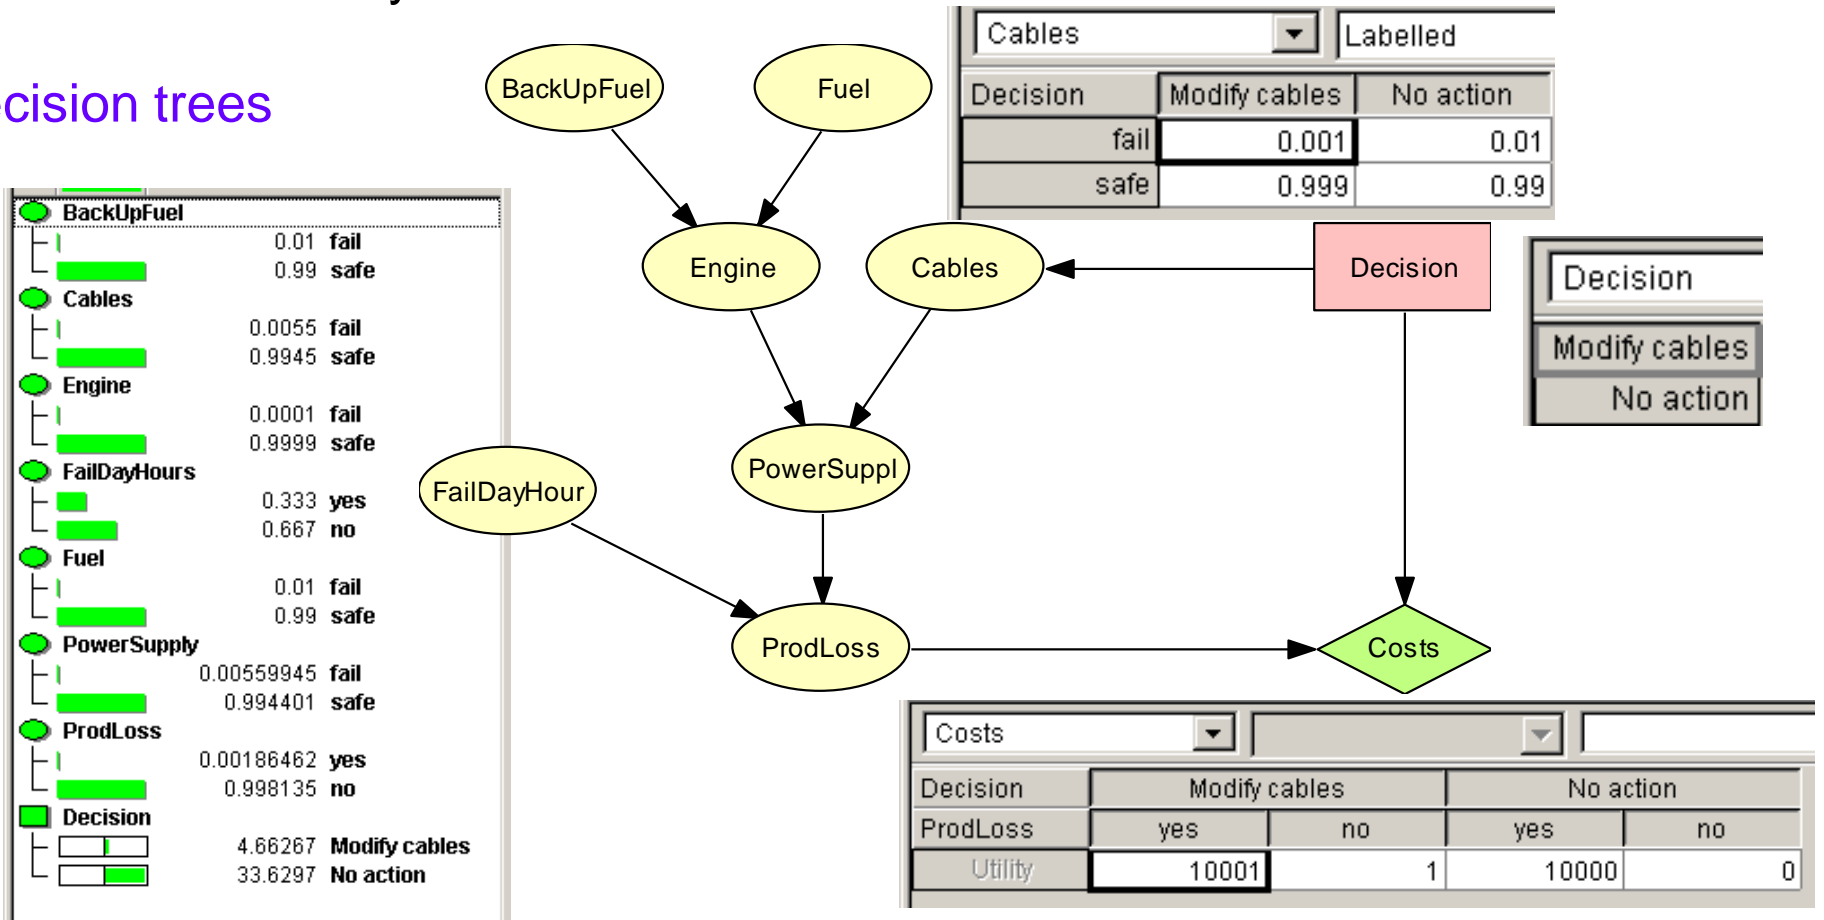 cision trees
BackUpFuel
0.01 fail
0.99 safe
Cables
0.0055 fail
0.9945 safe
Engine
0.0001 fail
0.9999 safe
FailDayHours
0.333 yes
0.667 no
Fuel
0.01 fail
0.99 safe
PowerSupply
0.00559945 fail
0.994401 safe
ProdLoss
0.00186462 yes
0.998135 no
Decision
4.66267 Modify cables
33.6297 No action
BackUpFuel
Fuel
Engine
Cables
Decision
PowerSuppl
FailDayHour
ProdLoss
Costs
Cables Labelled
Decision Modify cables No action
fail 0.001 0.01
safe 0.999 0.99
Decision
Modify cables
No action
Costs
Decision Modify cables No action
ProdLoss yes no yes no
Utility 10001 1 10000 0